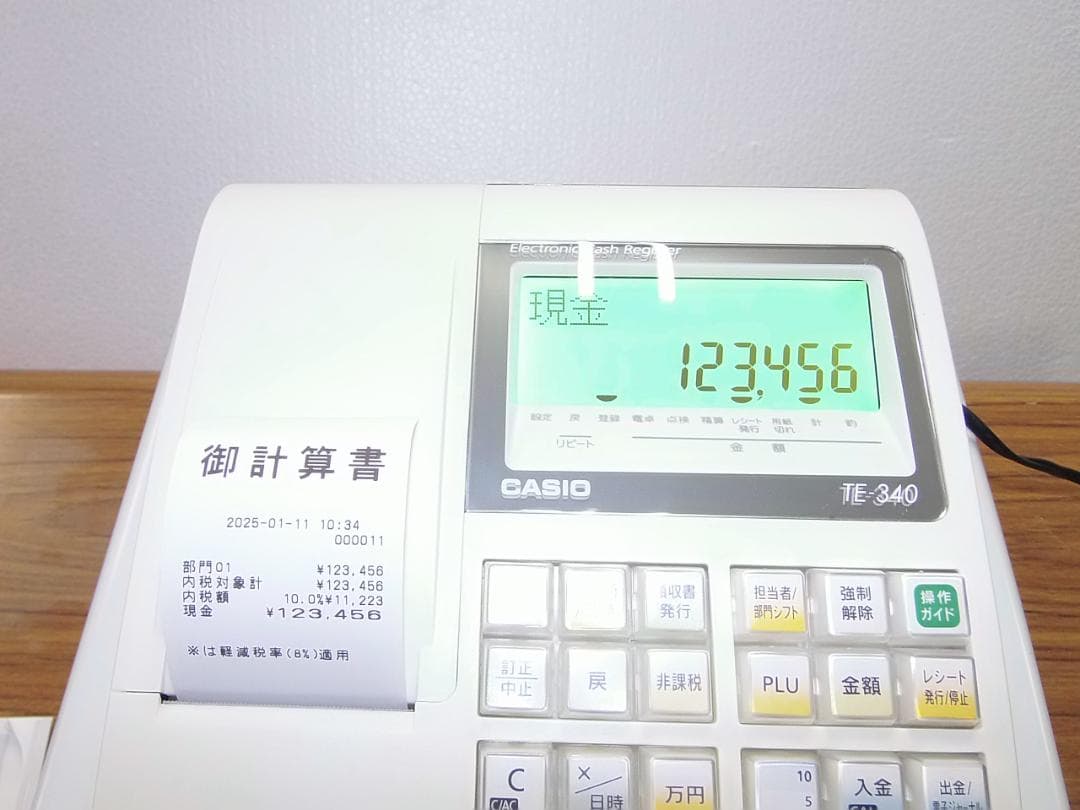 Electronic Cash Register
現金
123,456
設定 戻 登録 電卓 点検 精算 レシート発行 用紙切れ 計 釣
リピート 金額
CASIO TE-340
御計算書
2025-01-11 10:34
000011
部門01 ¥123,456
内税対象計 ¥123,456
内税額 10.0%¥11,223
現金 ¥123,456
※は軽減税率(8%)適用
領収書
発行
担当者/
部門シフト
強制
解除
操作
ガイド
訂正
中止
戻
非課税
PLU
金額
レシート
発行/停止
C
C/AC
×
日時
万円
10
5
入金
出金/
電子ジャーナル